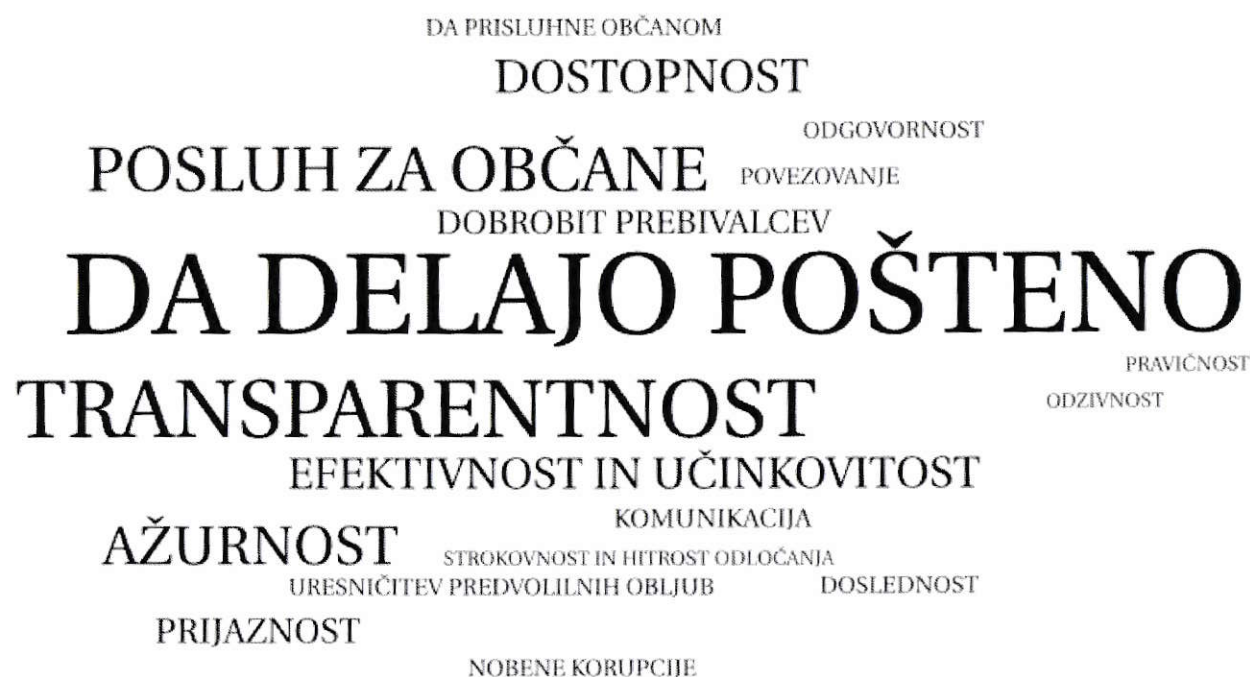 DA PRISLUHNE OBČANOM
DOSTOPNOST
ODGOVORNOST
POSLUH ZA OBČANE
POVEZOVANJE
DOBROBIT PREBIVALCEV
DA DELAJO POŠTENO
PRAVIČNOST
TRANSPARENTNOST
ODZIVNOST
EFEKTIVNOST IN UČINKOVITOST
KOMUNIKACIJA
AŽURNOST
STROKOVNOST IN HITROST ODLOČANJA
URESNIČITEV PREDVOLILNIH OBLJUB
DOSLEDNOST
PRIJAZNOST
NOBENE KORUPCIJE